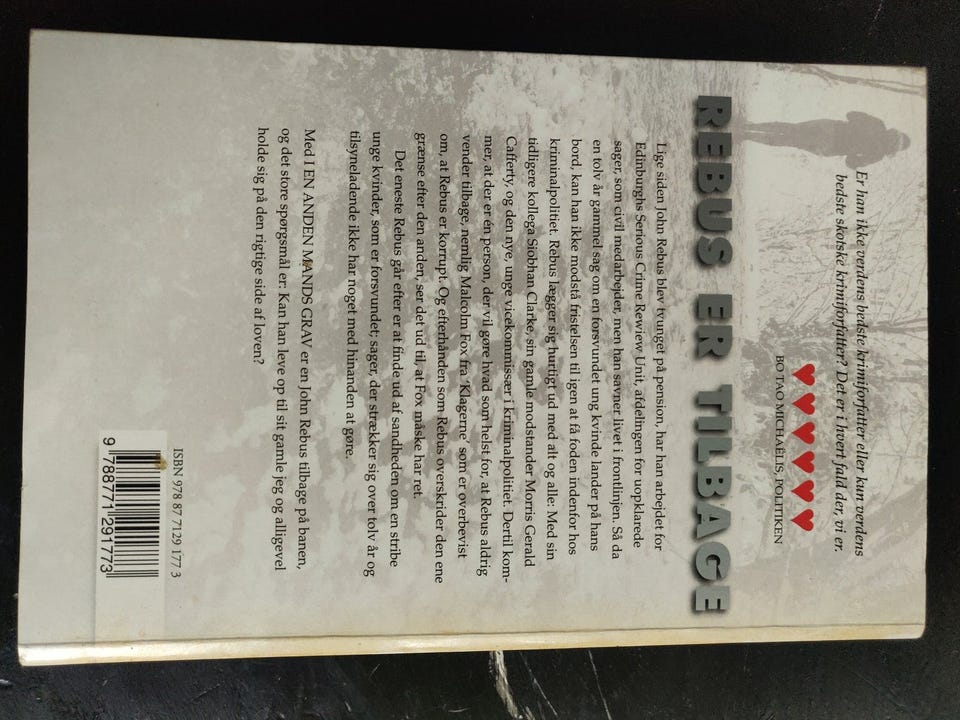 Er han ikke verdens bedste krimiforfatter eller kun verdens
bedste skotske krimiforfatter? Det er i hvert fald der, vi er.
BO TAO MICHAËLIS, POLITIKEN
REBUS ER TILBAGE
Lige siden John Rebus blev tvunget på pension, har han arbejdet for
Edinburghs Serious Crime Rewiew Unit, afdelingen for uopklarede
sager, som civil medarbejder, men han savner livet i frontlinjen. Så da
en tolv år gammel sag om en forsvundet ung kvinde lander på hans
bord, kan han ikke modstå fristelsen til igen at få foden indenfor hos
kriminalpolitiet. Rebus lægger sig hurtigt ud med alt og alle: Med sin
tidligere kollega Siobhan Clarke, sin gamle modstander Morris Gerald
Cafferty, og den nye, unge vicekommissær i kriminalpolitiet. Dertil kom-
mer, at der er én person, der vil gøre hvad som helst for, at Rebus aldrig
vender tilbage, nemlig Malcolm Fox fra 'Klagerne' som er overbevist
om, at Rebus er korrupt. Og efterhånden som Rebus overskrider den ene
grænse efter den anden, ser det ud til, at Fox måske har ret.
Det eneste Rebus går efter er at finde ud af sandheden om en stribe
unge kvinder, som er forsvundet; sager, der strækker sig over tolv år og
tilsyneladende ikke har noget med hinanden at gøre.
Med I EN ANDEN MANDS GRAV er en John Rebus tilbage på banen,
og det store spørgsmål er: Kan han leve op til sit gamle jeg og alligevel
holde sig på den rigtige side af loven?
ISBN 978 87 7129 177 3
9 788771 291773